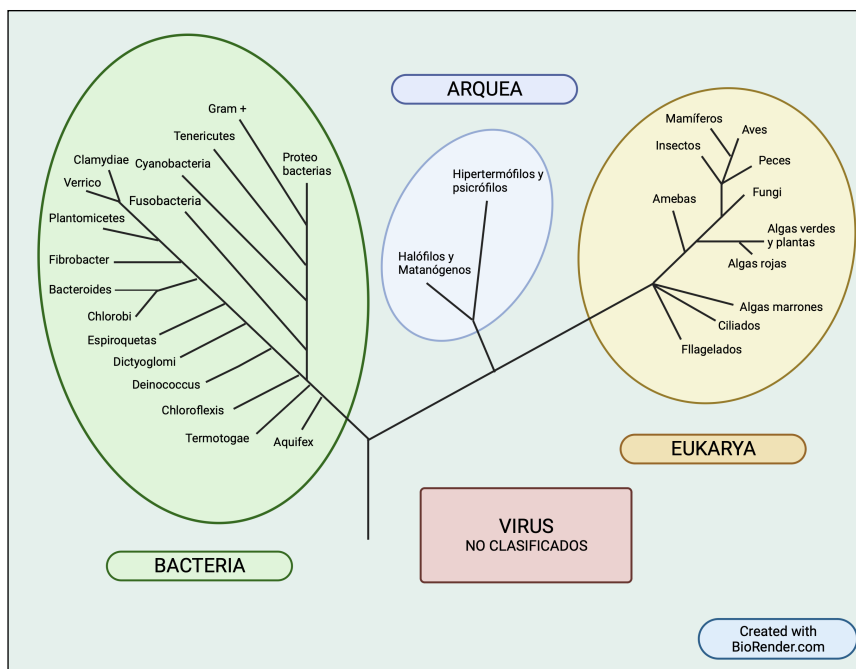 ARQUEA
Gram +
Tenericutes
Cyanobacteria
Proteo
bacterias
Clamydiae
Verrico
Fusobacteria
Plantomicetes
Fibrobacter
Bacteroides
Chlorobi
Espiroquetas
Dictyoglomi
Deinococcus
Chloroflexis
Termotogae
Aquifex
BACTERIA
Hipertermófilos y
psicrófilos
Halófilos y
Matanógenos
Mamíferos
Aves
Insectos
Peces
Fungi
Amebas
Algas verdes
y plantas
Algas rojas
Algas marrones
Ciliados
Fllagelados
EUKARYA
VIRUS
NO CLASIFICADOS
Created with
BioRender.com